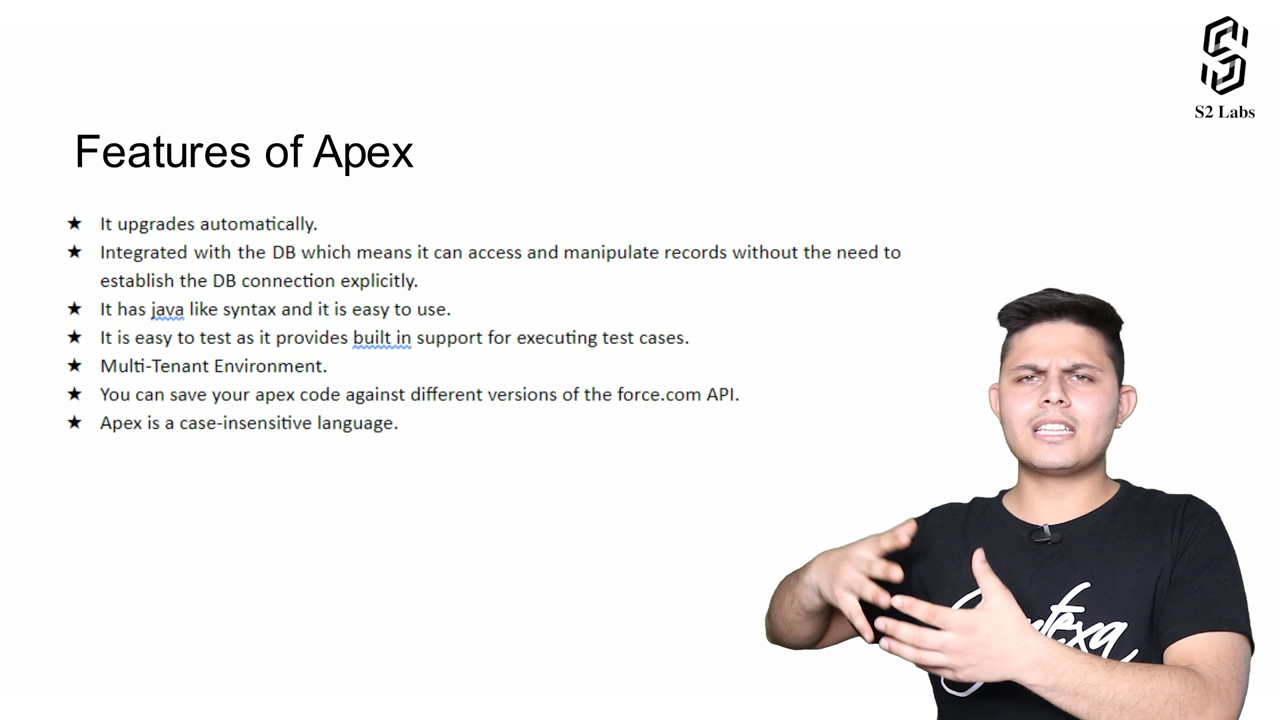 S2 Labs
Features of Apex
★ It upgrades automatically.
★ Integrated with the DB which means it can access and manipulate records without the need to
establish the DB connection explicitly.
★ It has java like syntax and it is easy to use.
★ It is easy to test as it provides built in support for executing test cases.
★ Multi-Tenant Environment.
★ You can save your apex code against different versions of the force.com API.
★ Apex is a case-insensitive language.